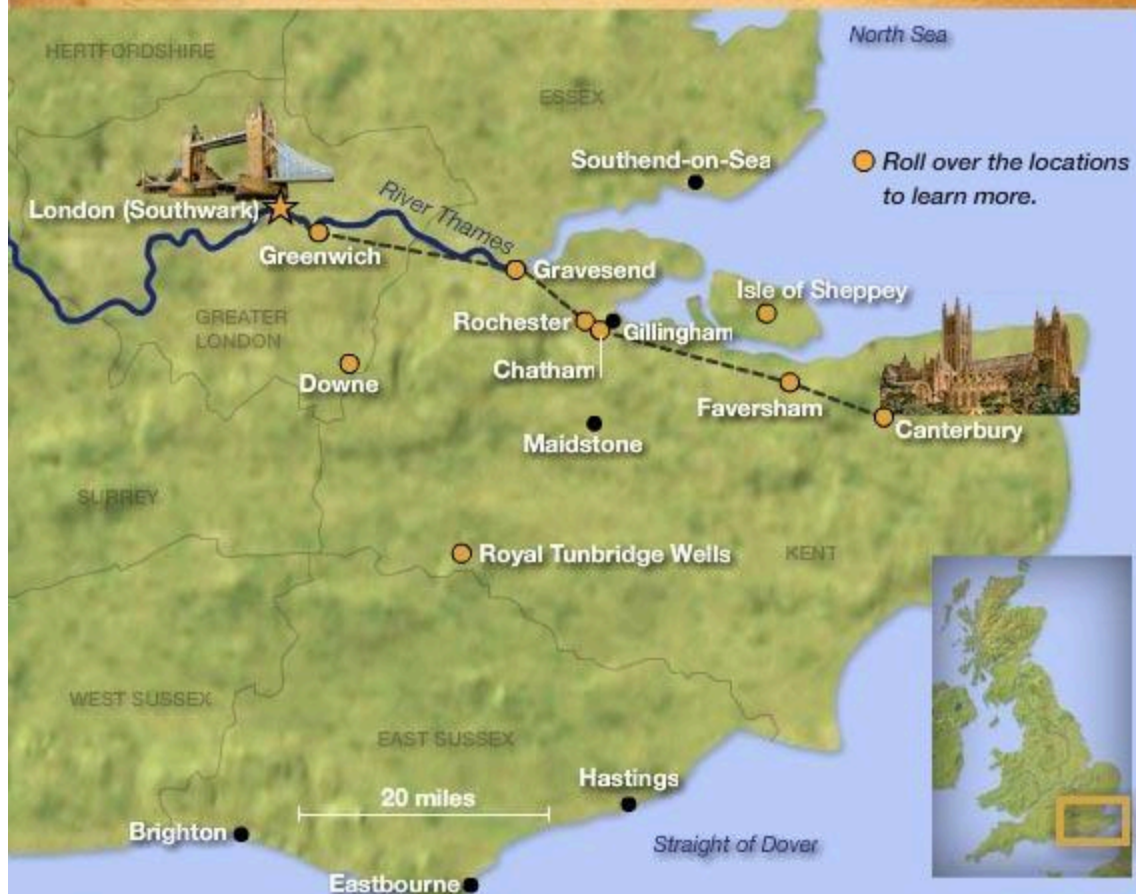 HERTFORDSHIRE
North Sea
ESSEX
Southend-on-Sea
Roll over the locations
to learn more.
London (Southwark)
River Thames
Greenwich
Gravesend
Isle of Sheppey
GREATER
LONDON
Rochester
Gillingham
Chatham
Downe
Faversham
Canterbury
Maidstone
SURREY
Royal Tunbridge Wells
KENT
WEST SUSSEX
EAST SUSSEX
Hastings
20 miles
Brighton
Straight of Dover
Eastbourne